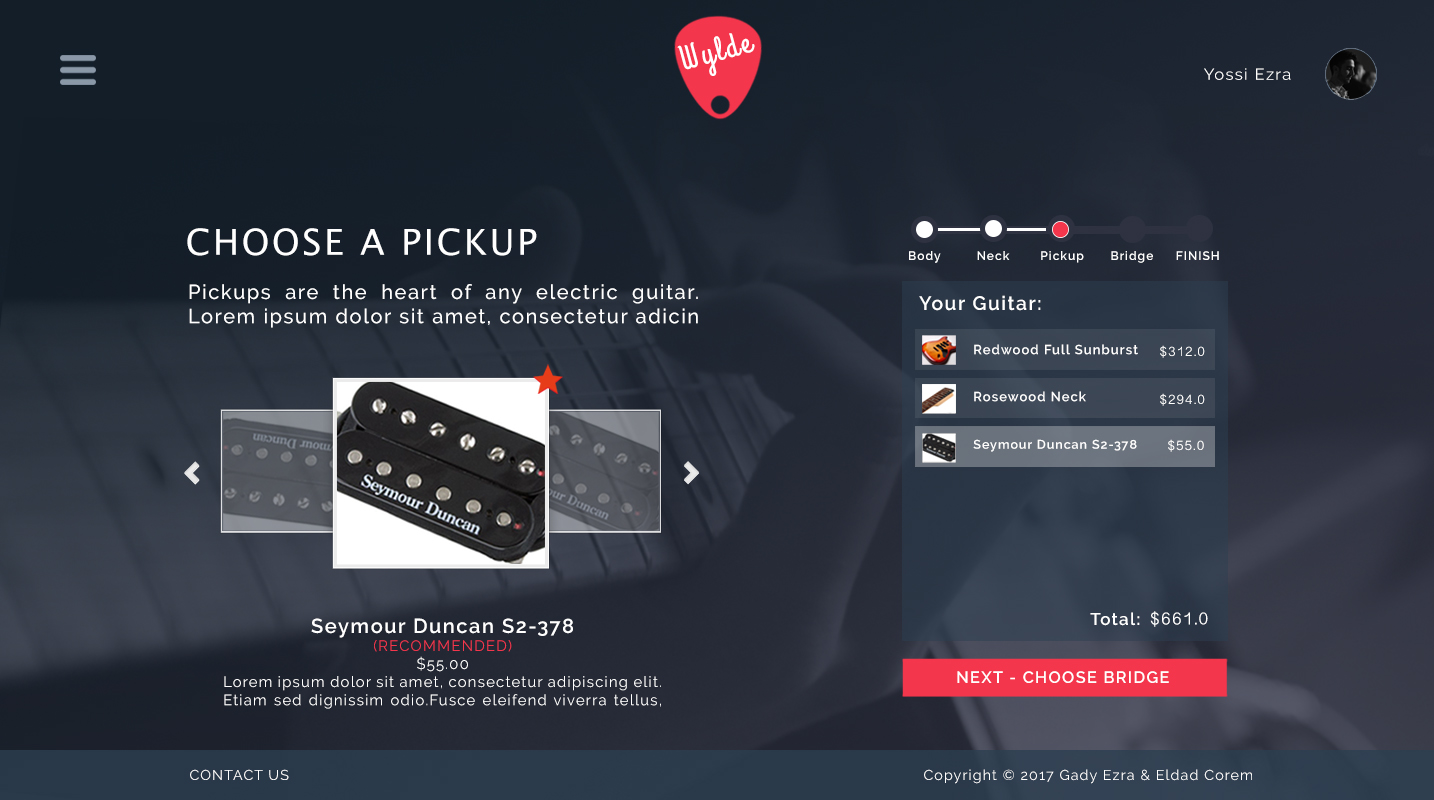 Wylde
Yossi Ezra
CHOOSE A PICKUP
Pickups are the heart of any electric guitar.
Lorem ipsum dolor sit amet, consectetur adicin
Seymour Duncan
Seymour Duncan
Seymour Duncan
Seymour Duncan S2-378
(RECOMMENDED)
$55.00
Lorem ipsum dolor sit amet, consectetur adipiscing elit.
Etiam sed dignissim odio.Fusce eleifend viverra tellus,
Body Neck Pickup Bridge FINISH
Your Guitar:
Redwood Full Sunburst $312.0
Rosewood Neck $294.0
Seymour Duncan S2-378 $55.0
Total: $661.0
NEXT - CHOOSE BRIDGE
CONTACT US
Copyright © 2017 Gady Ezra & Eldad Corem